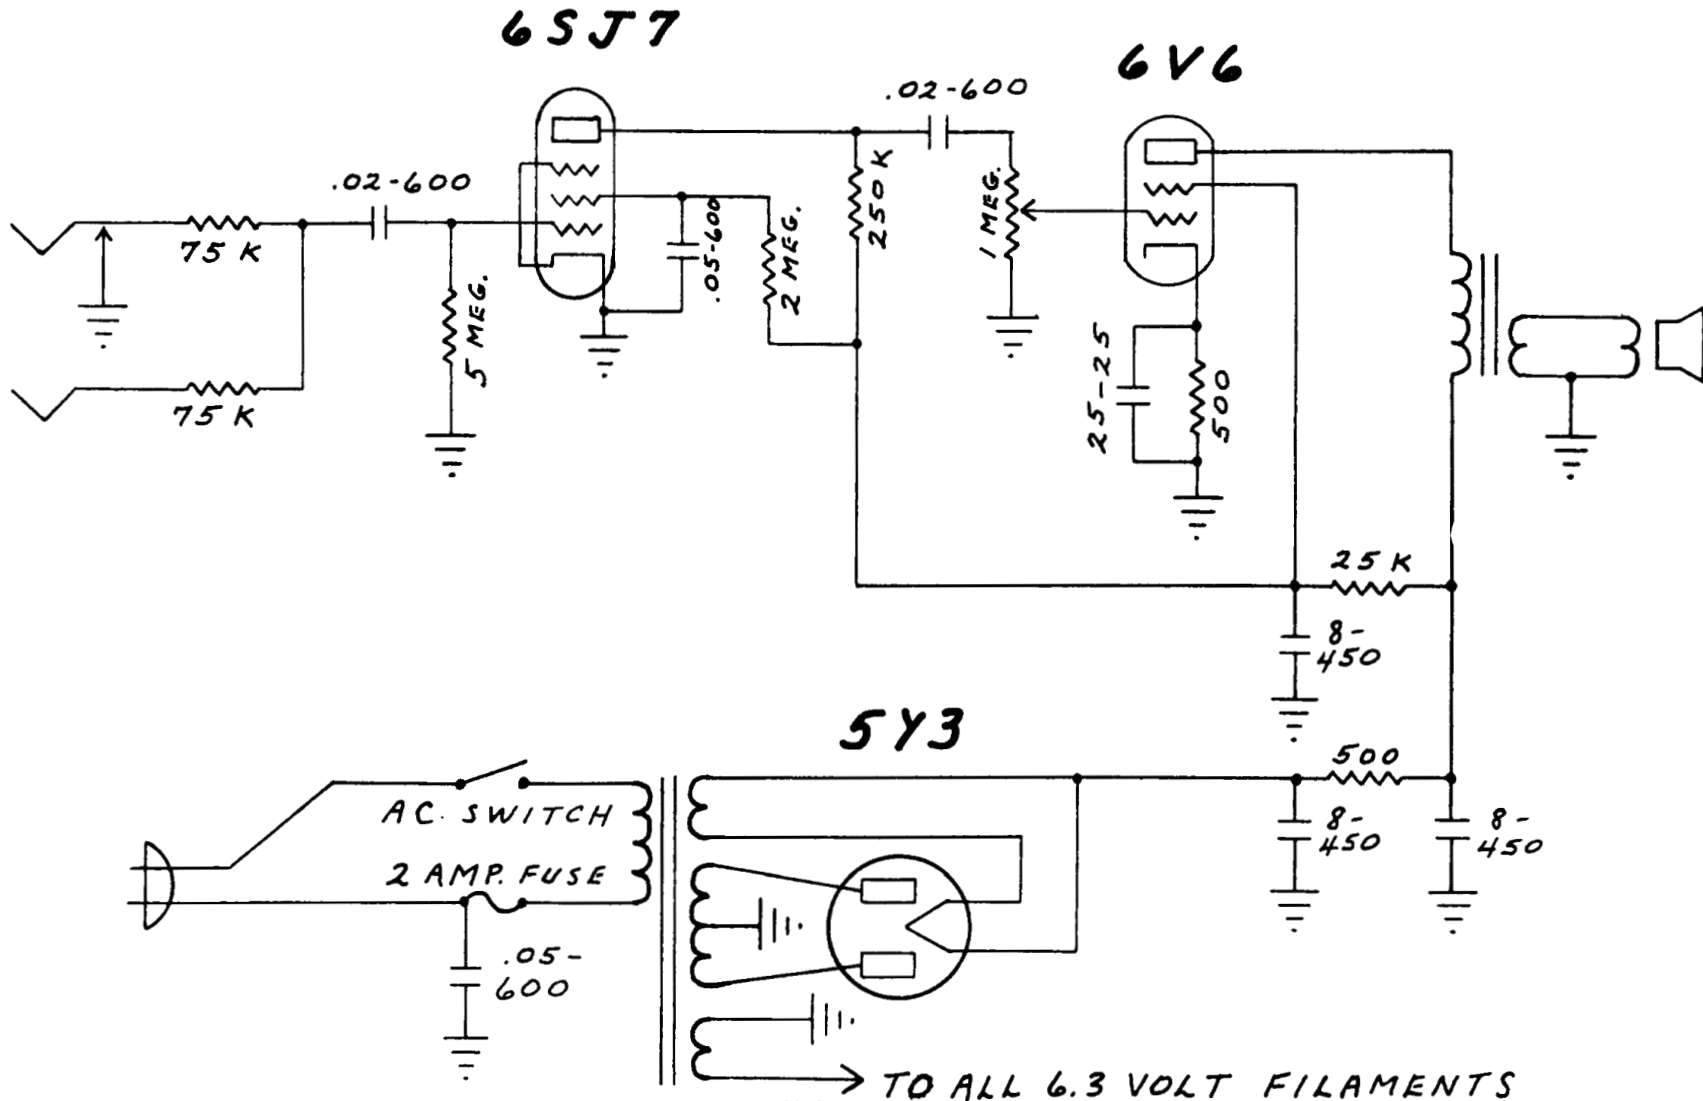 6SJ7
6V6
.02-600
.02-600
75 K
75 K
5 MEG.
.05-600
2 MEG.
250K
1 MEG.
25-25
500
25K
8-
450
5Y3
500
8-
450
8-
450
AC. SWITCH
2 AMP. FUSE
.05-
600
TO ALL 6.3 VOLT FILAMENTS